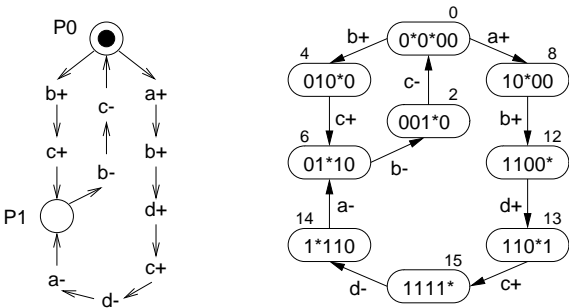 P0
b+
a+
c-
c+
b+
b-
d+
P1
c+
a-
d-
0
0*0*00
b+
a+
4
8
010*0
10*00
c-
2
001*0
c+
b+
6
12
01*10
1100*
b-
a-
d+
14
13
1*110
110*1
15
1111*
d-
c+